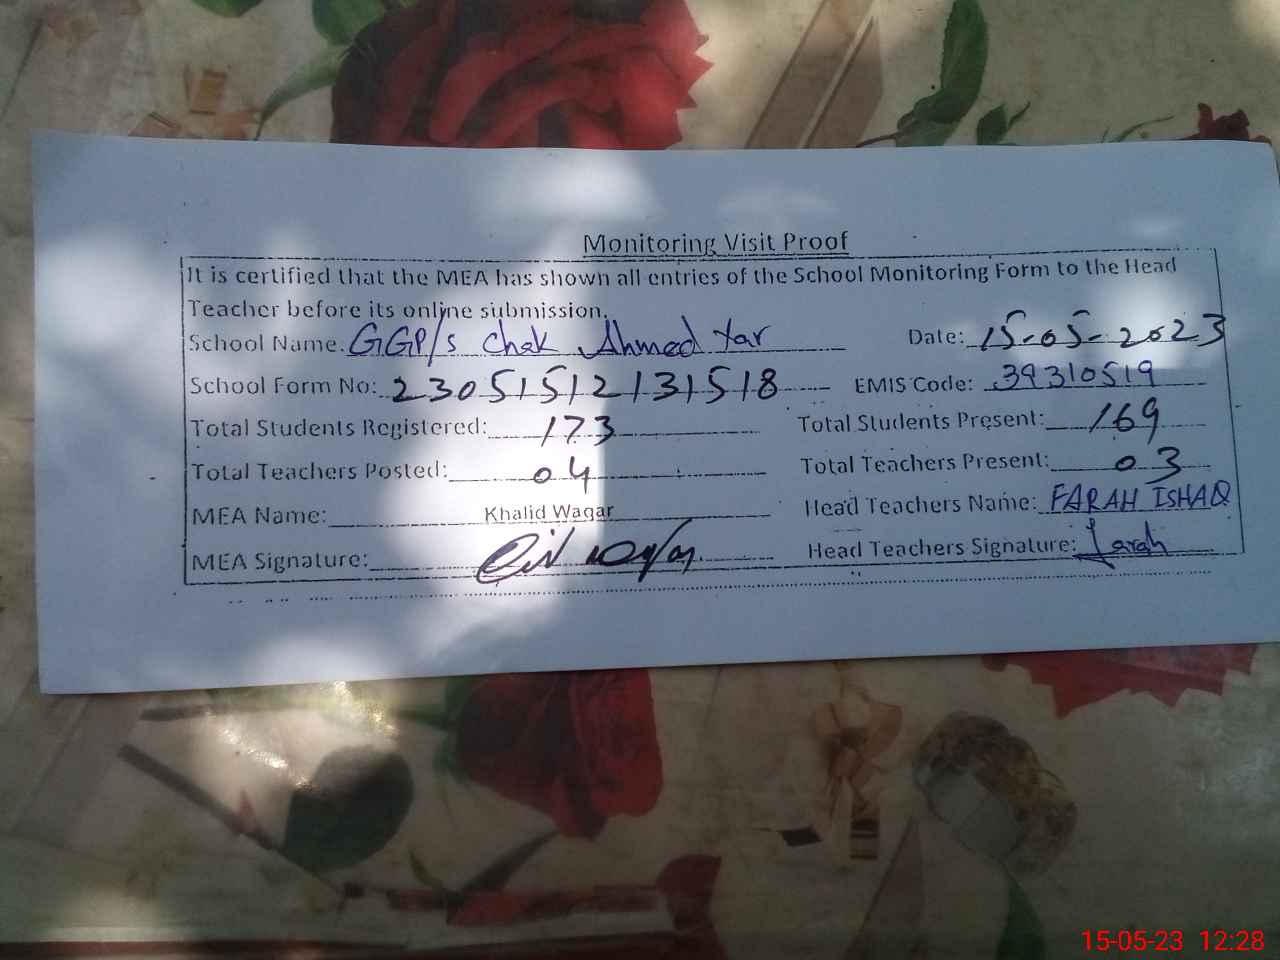 Monitoring Visit Proof
It is certified that the MEA has shown all entries of the School Monitoring Form to the Head
Teacher before its online submission.
School Name: GGP/S Chak Ahmed Yar Date: 15-05-2023
School Form No: 23051512131518 EMIS Code: 39310519
Total Students Registered: 173 Total Students Present: 169
Total Teachers Posted: 04 Total Teachers Present: 03
MEA Name: Khalid Waqar Head Teachers Name: FARAH ISHAQ
MEA Signature: Head Teachers Signature: Farah
15-05-23 12:28